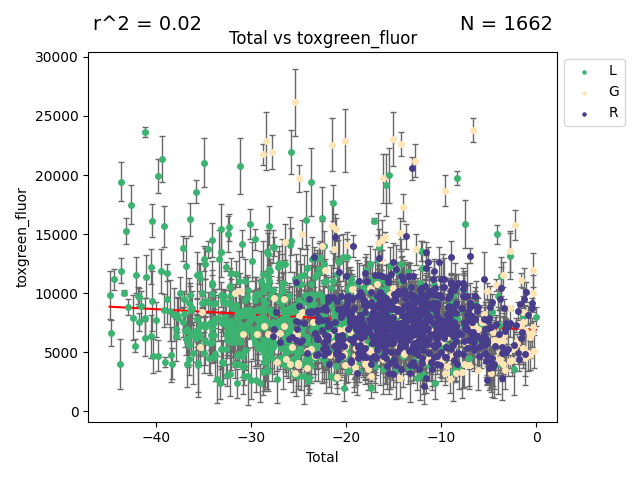 r^2 = 0.02
N = 1662
Total vs toxgreen_fluor
30000
25000
20000
15000
10000
5000
0
toxgreen_fluor
−40
−30
−20
−10
0
Total
L
G
R